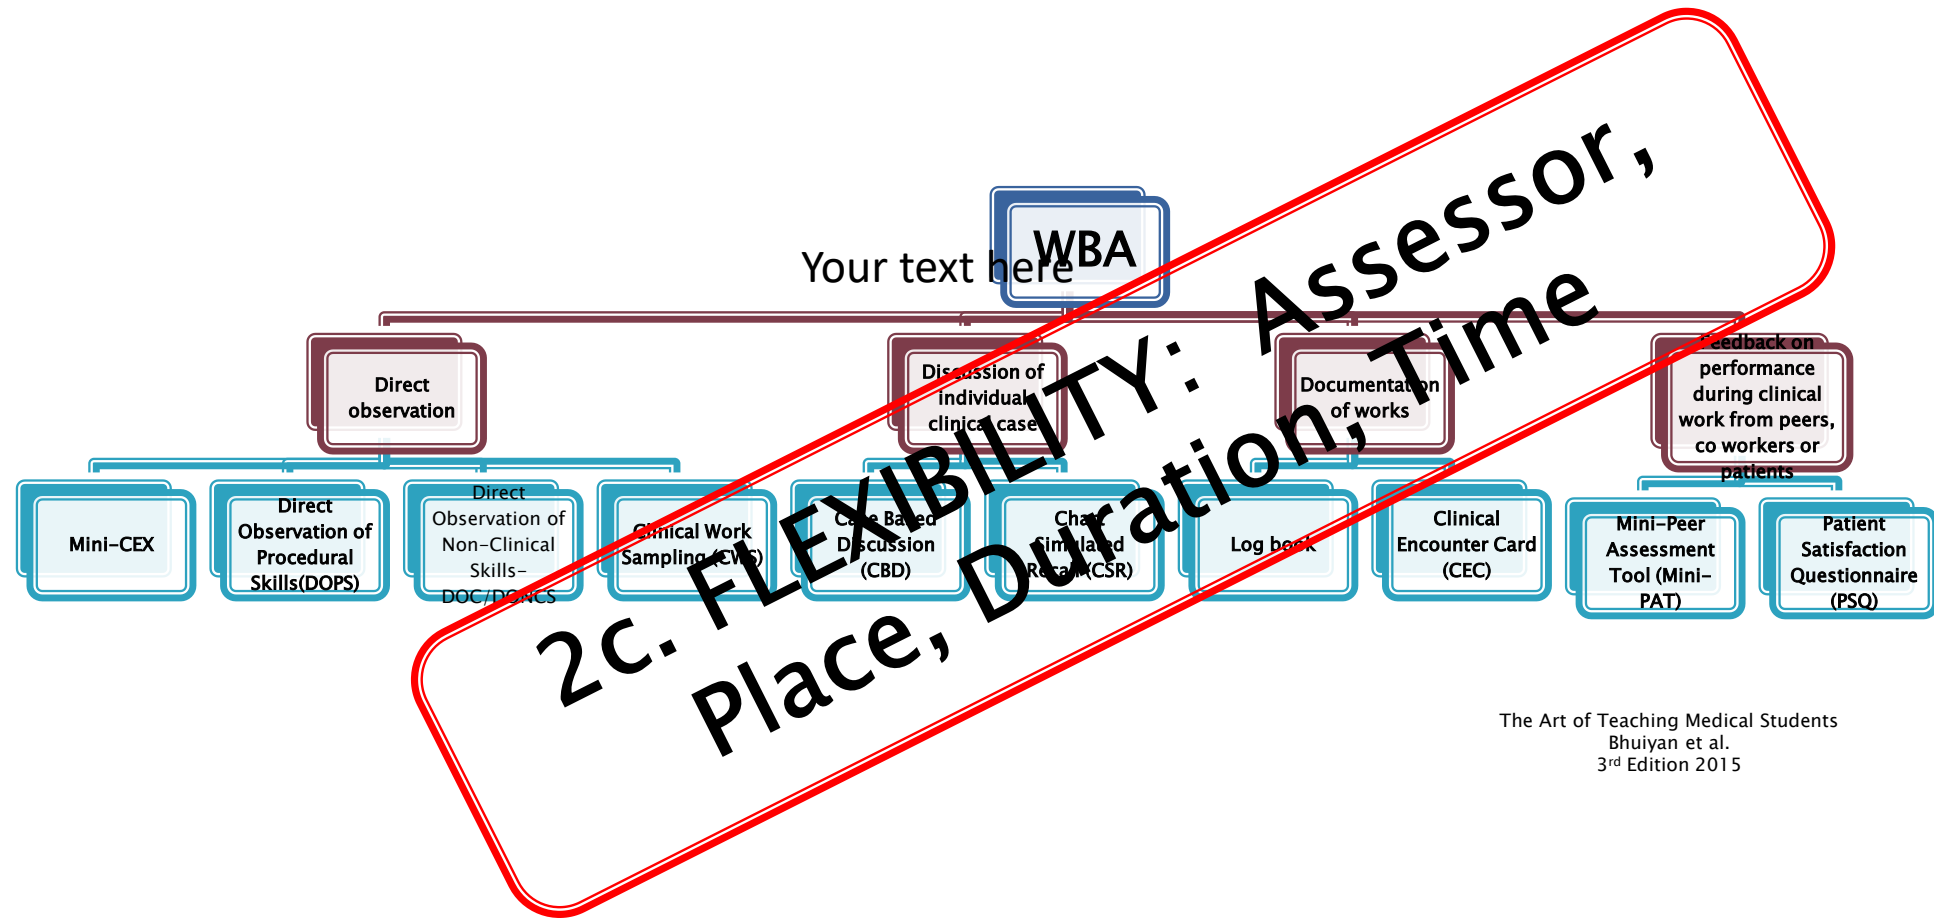 WBA
Your text here
Direct
observation
Discussion of
individual
clinical case
Documentation
of works
Feedback on
performance
during clinical
work from peers,
co workers or
patients
Mini-CEX
Direct
Observation of
Procedural
Skills(DOPS)
Direct
Observation of
Non-Clinical
Skills-
DOC/DONCS
Clinical Work
Sampling (CWS)
Case Based
Discussion
(CBD)
Chart
Simulated
Recall (CSR)
Log book
Clinical
Encounter Card
(CEC)
Mini-Peer
Assessment
Tool (Mini-
PAT)
Patient
Satisfaction
Questionnaire
(PSQ)
2c. FLEXIBILITY: Assessor,
Place, Duration, Time
The Art of Teaching Medical Students
Bhuiyan et al.
3rd Edition 2015